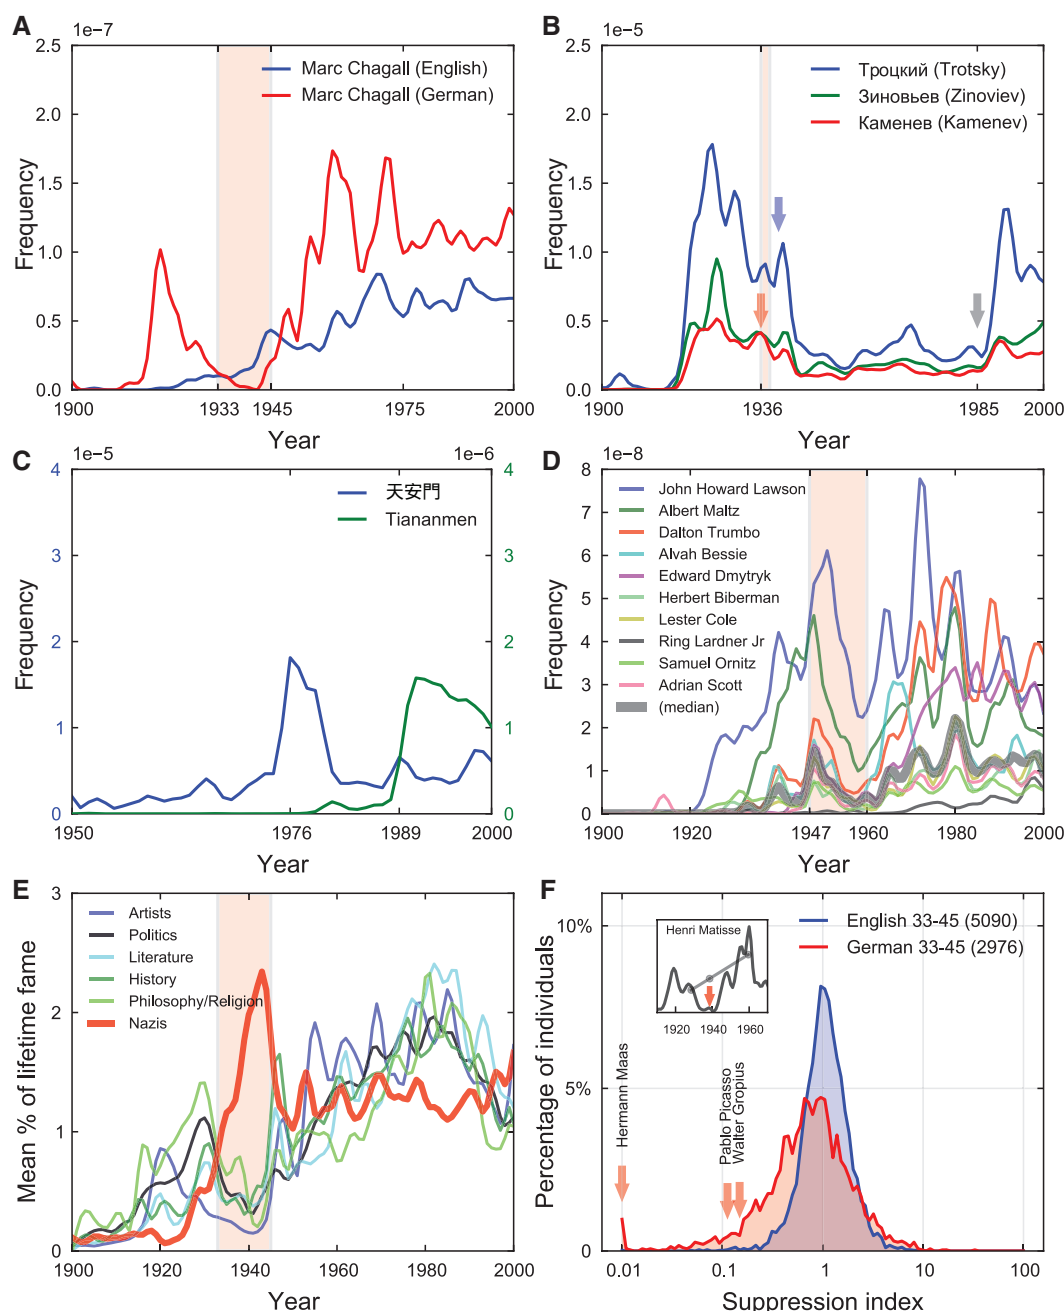 A
1e−7
2.5
2.0
1.5
1.0
0.5
0.0
Frequency
Marc Chagall (English)
Marc Chagall (German)
1900
1933
1945
1975
2000
Year
B
1e−5
2.5
2.0
1.5
1.0
0.5
0.0
Frequency
Троцкий (Trotsky)
Зиновьев (Zinoviev)
Каменев (Kamenev)
1900
1936
1985
2000
Year
C
1e−5
1e−6
4
3
2
1
0
4
3
2
1
0
Frequency
天安門
Tiananmen
1950
1976
1989
2000
Year
D
1e−8
8
7
6
5
4
3
2
1
0
Frequency
John Howard Lawson
Albert Maltz
Dalton Trumbo
Alvah Bessie
Edward Dmytryk
Herbert Biberman
Lester Cole
Ring Lardner Jr
Samuel Ornitz
Adrian Scott
(median)
1900
1920
1947
1960
1980
2000
Year
E
3
2
1
0
Mean % of lifetime fame
Artists
Politics
Literature
History
Philosophy/Religion
Nazis
1900
1920
1940
1960
1980
2000
Year
F
10%
5%
0
Percentage of individuals
English 33-45 (5090)
German 33-45 (2976)
Henri Matisse
1920
1940
1960
Hermann Maas
Pablo Picasso
Walter Gropius
0.01
0.1
1
10
100
Suppression index